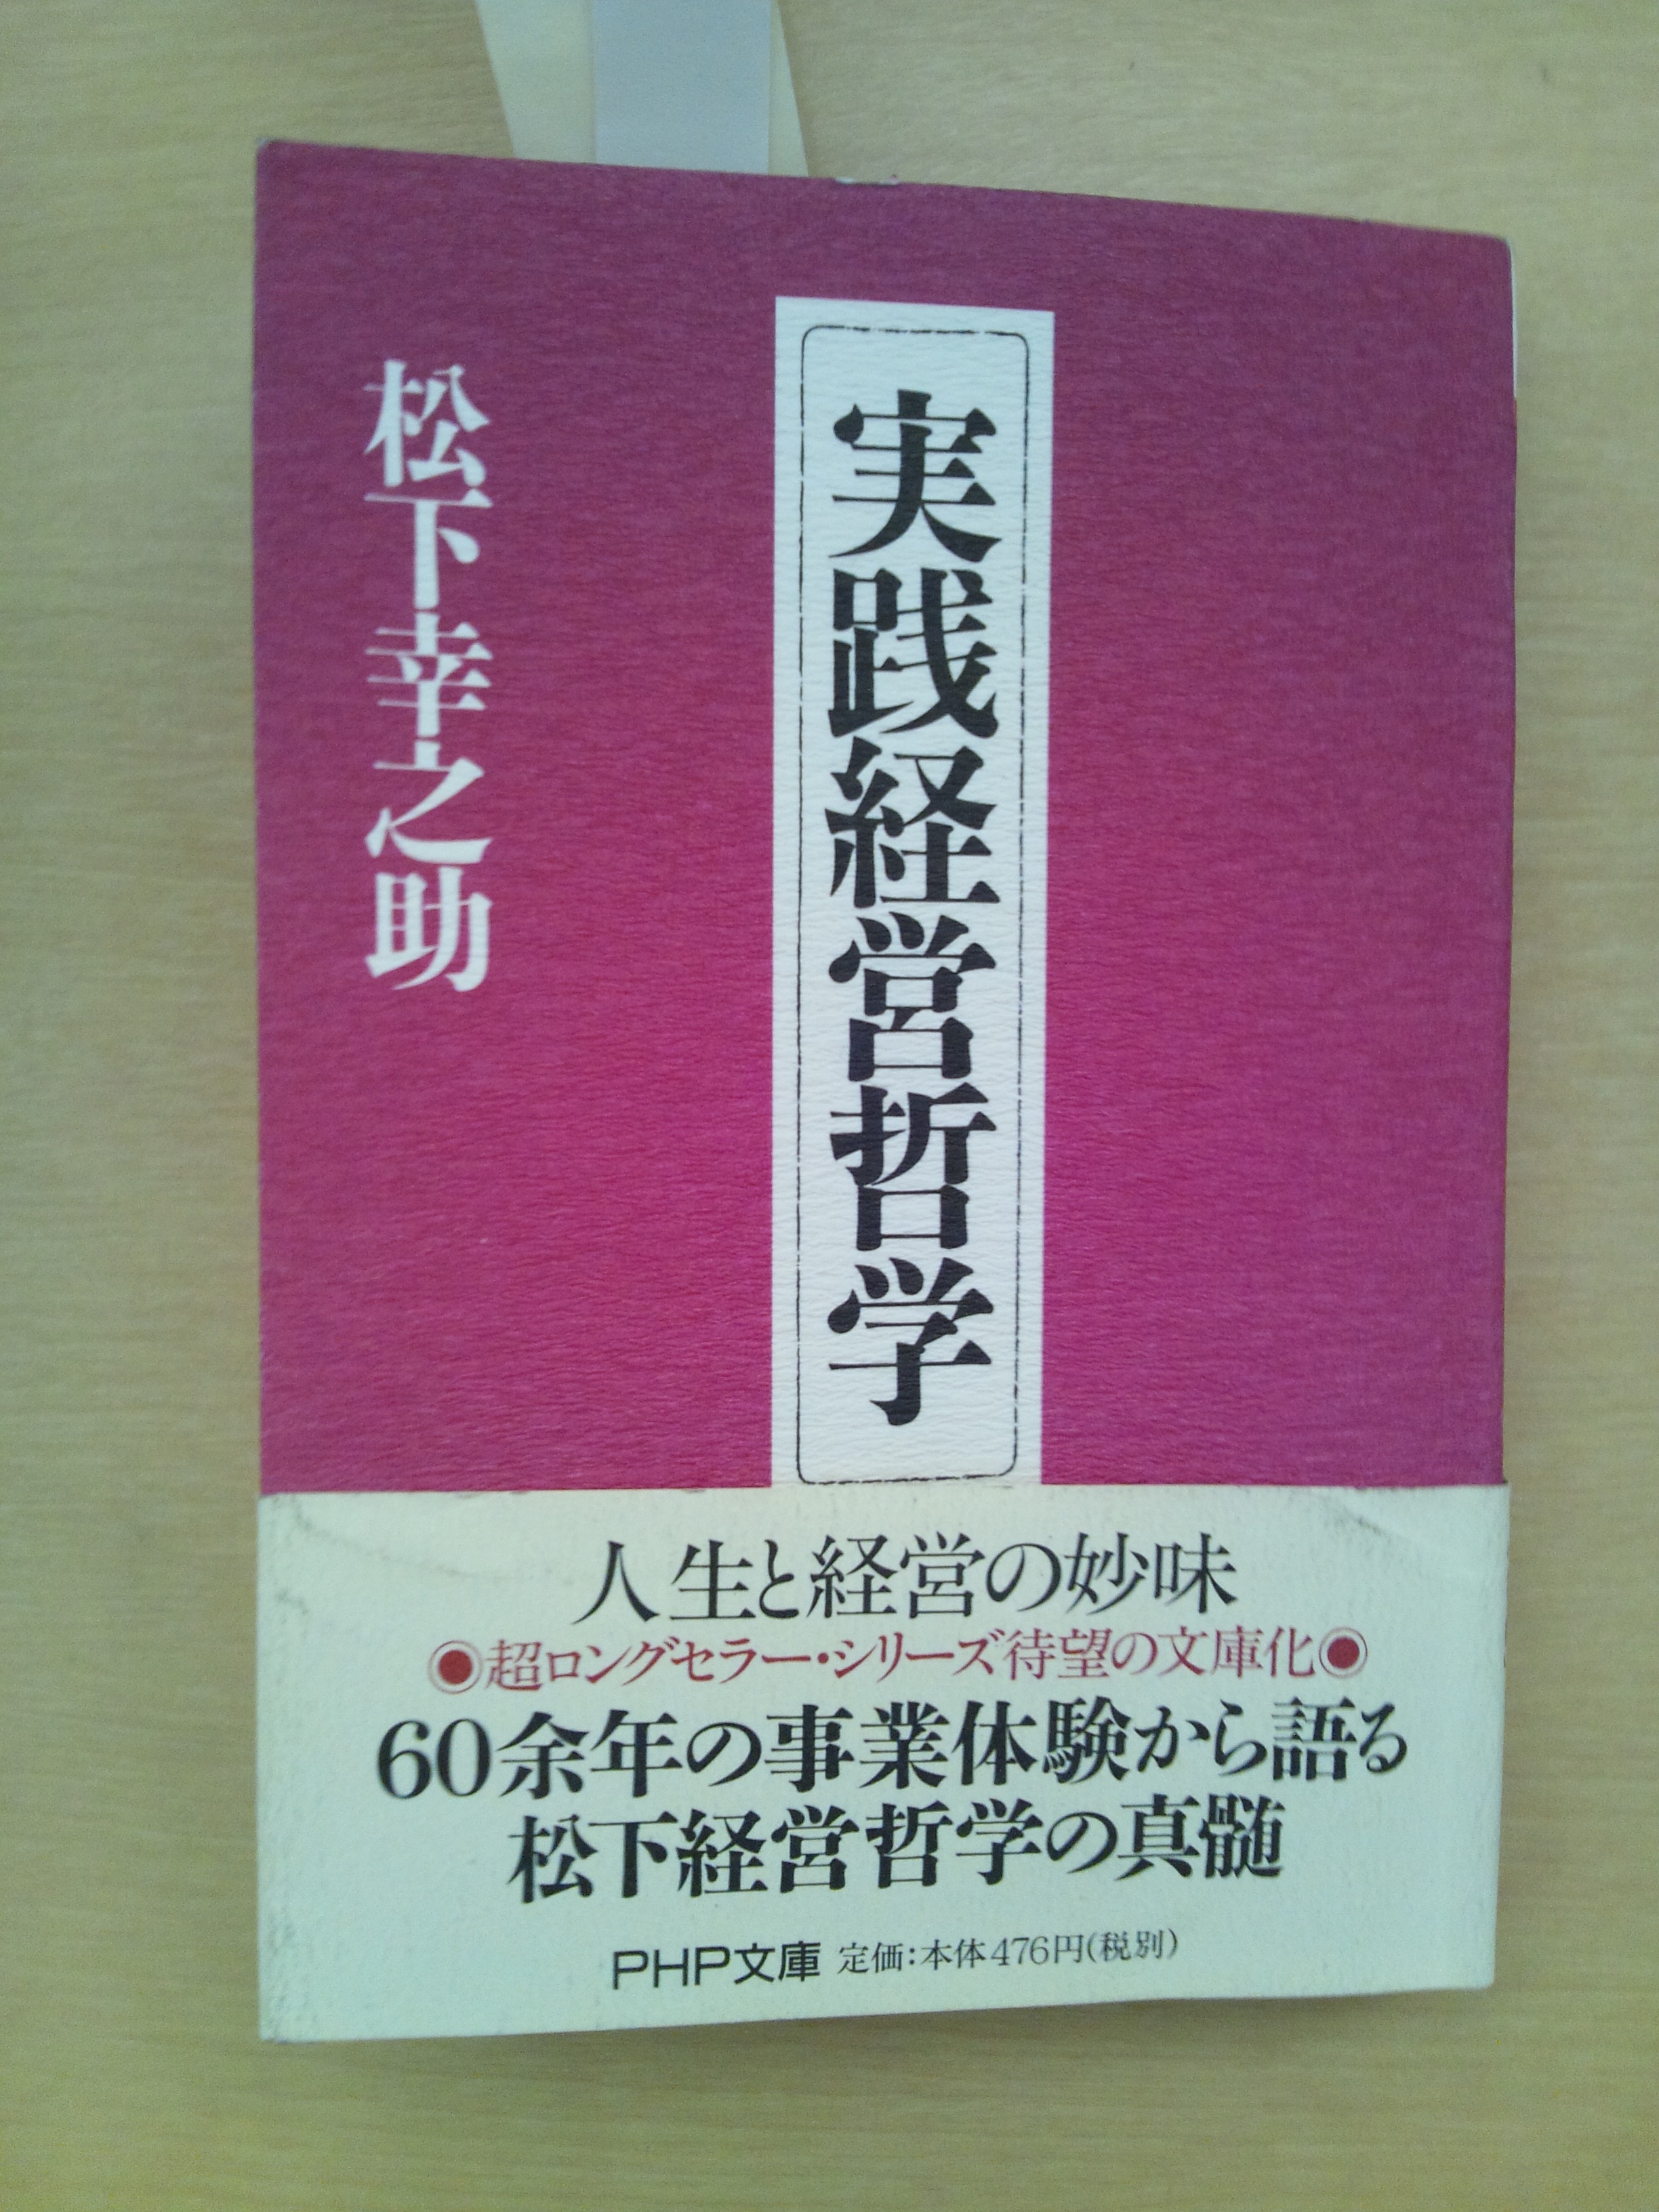 実践経営哲学
松下幸之助
人生と経営の妙味
◉超ロングセラー・シリーズ待望の文庫化◉
60余年の事業体験から語る
松下経営哲学の真髄
PHP文庫 定価:本体476円(税別)